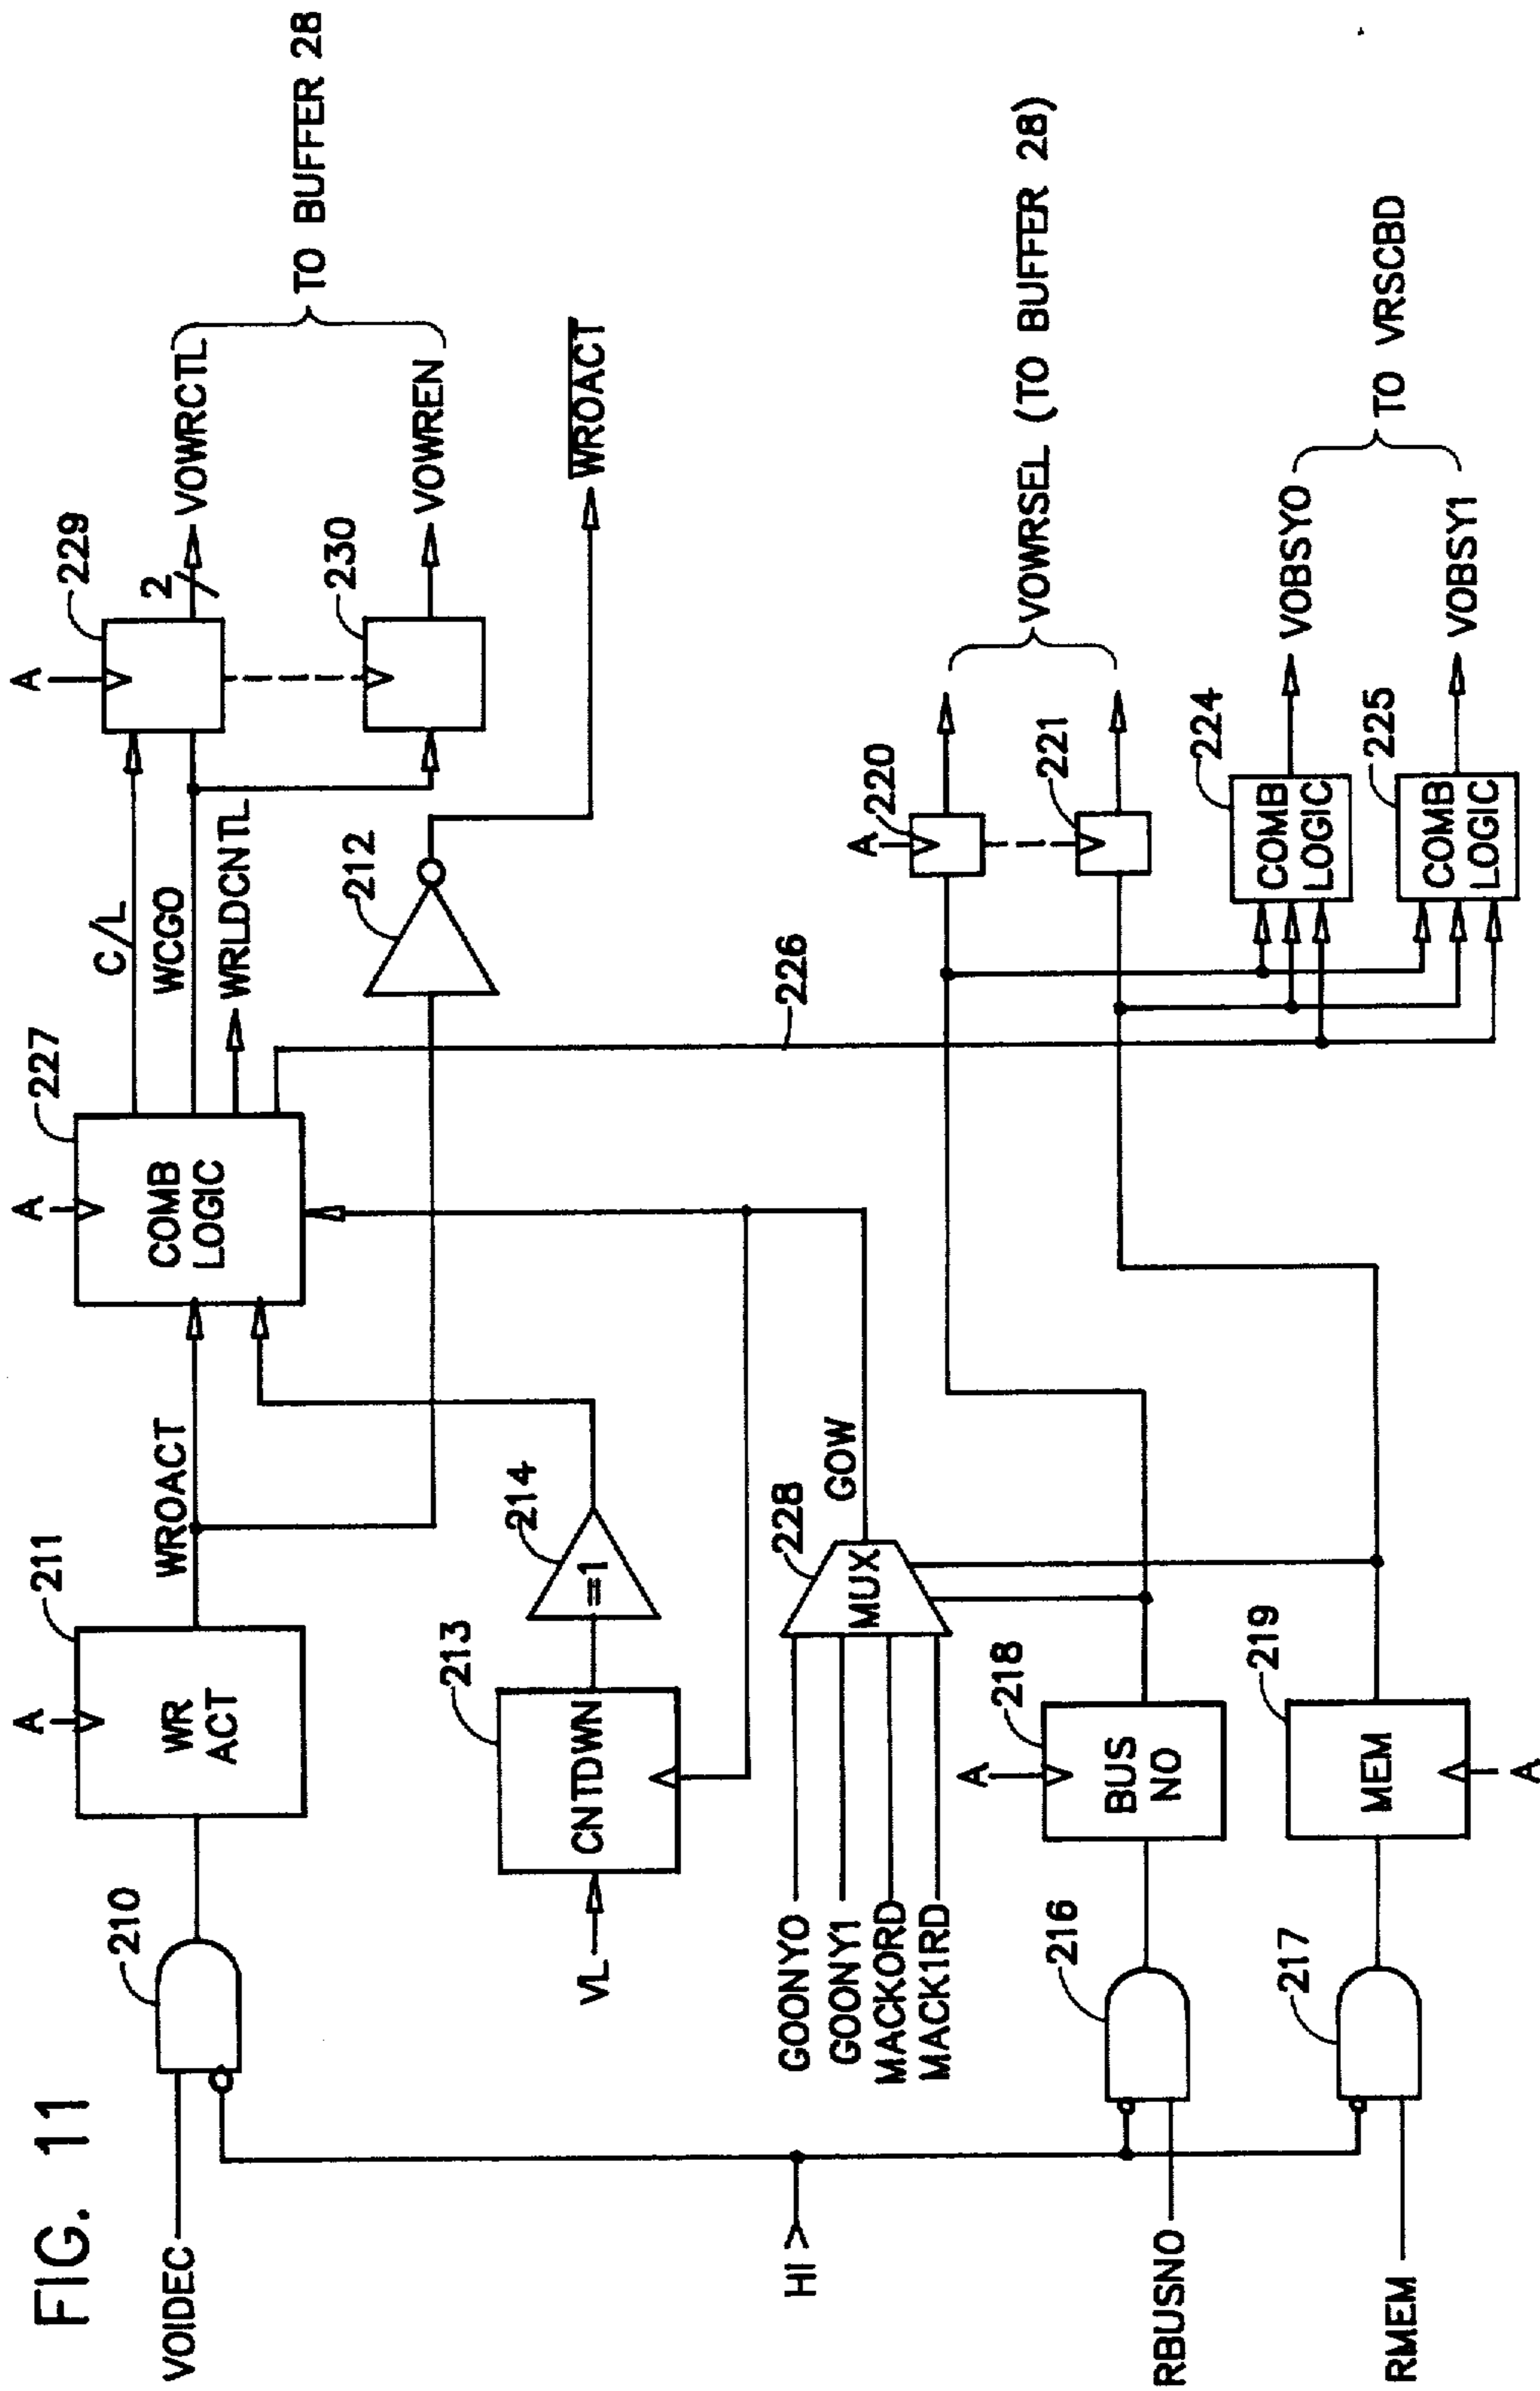 FIG. 11
VOIDEC
210
A
211
WR
ACT
WROACT
A
227
COMB
LOGIC
C/L
WCGO
WRLDCNTL
A
229
2
VOWRCTL
230
VOWREN
TO BUFFER 28
212
WROACT
VL
213
CNTDWN
214
=1
HI
GOONYO
GOONY1
MACKORD
MACK1RD
228
MUX
GOW
226
RBUSNO
216
A
218
BUS
NO
A
220
221
VOWRSEL (TO BUFFER 28)
RMEM
217
219
MEM
A
224
COMB
LOGIC
VOBSYO
225
COMB
LOGIC
VOBSY1
TO VRSCBD